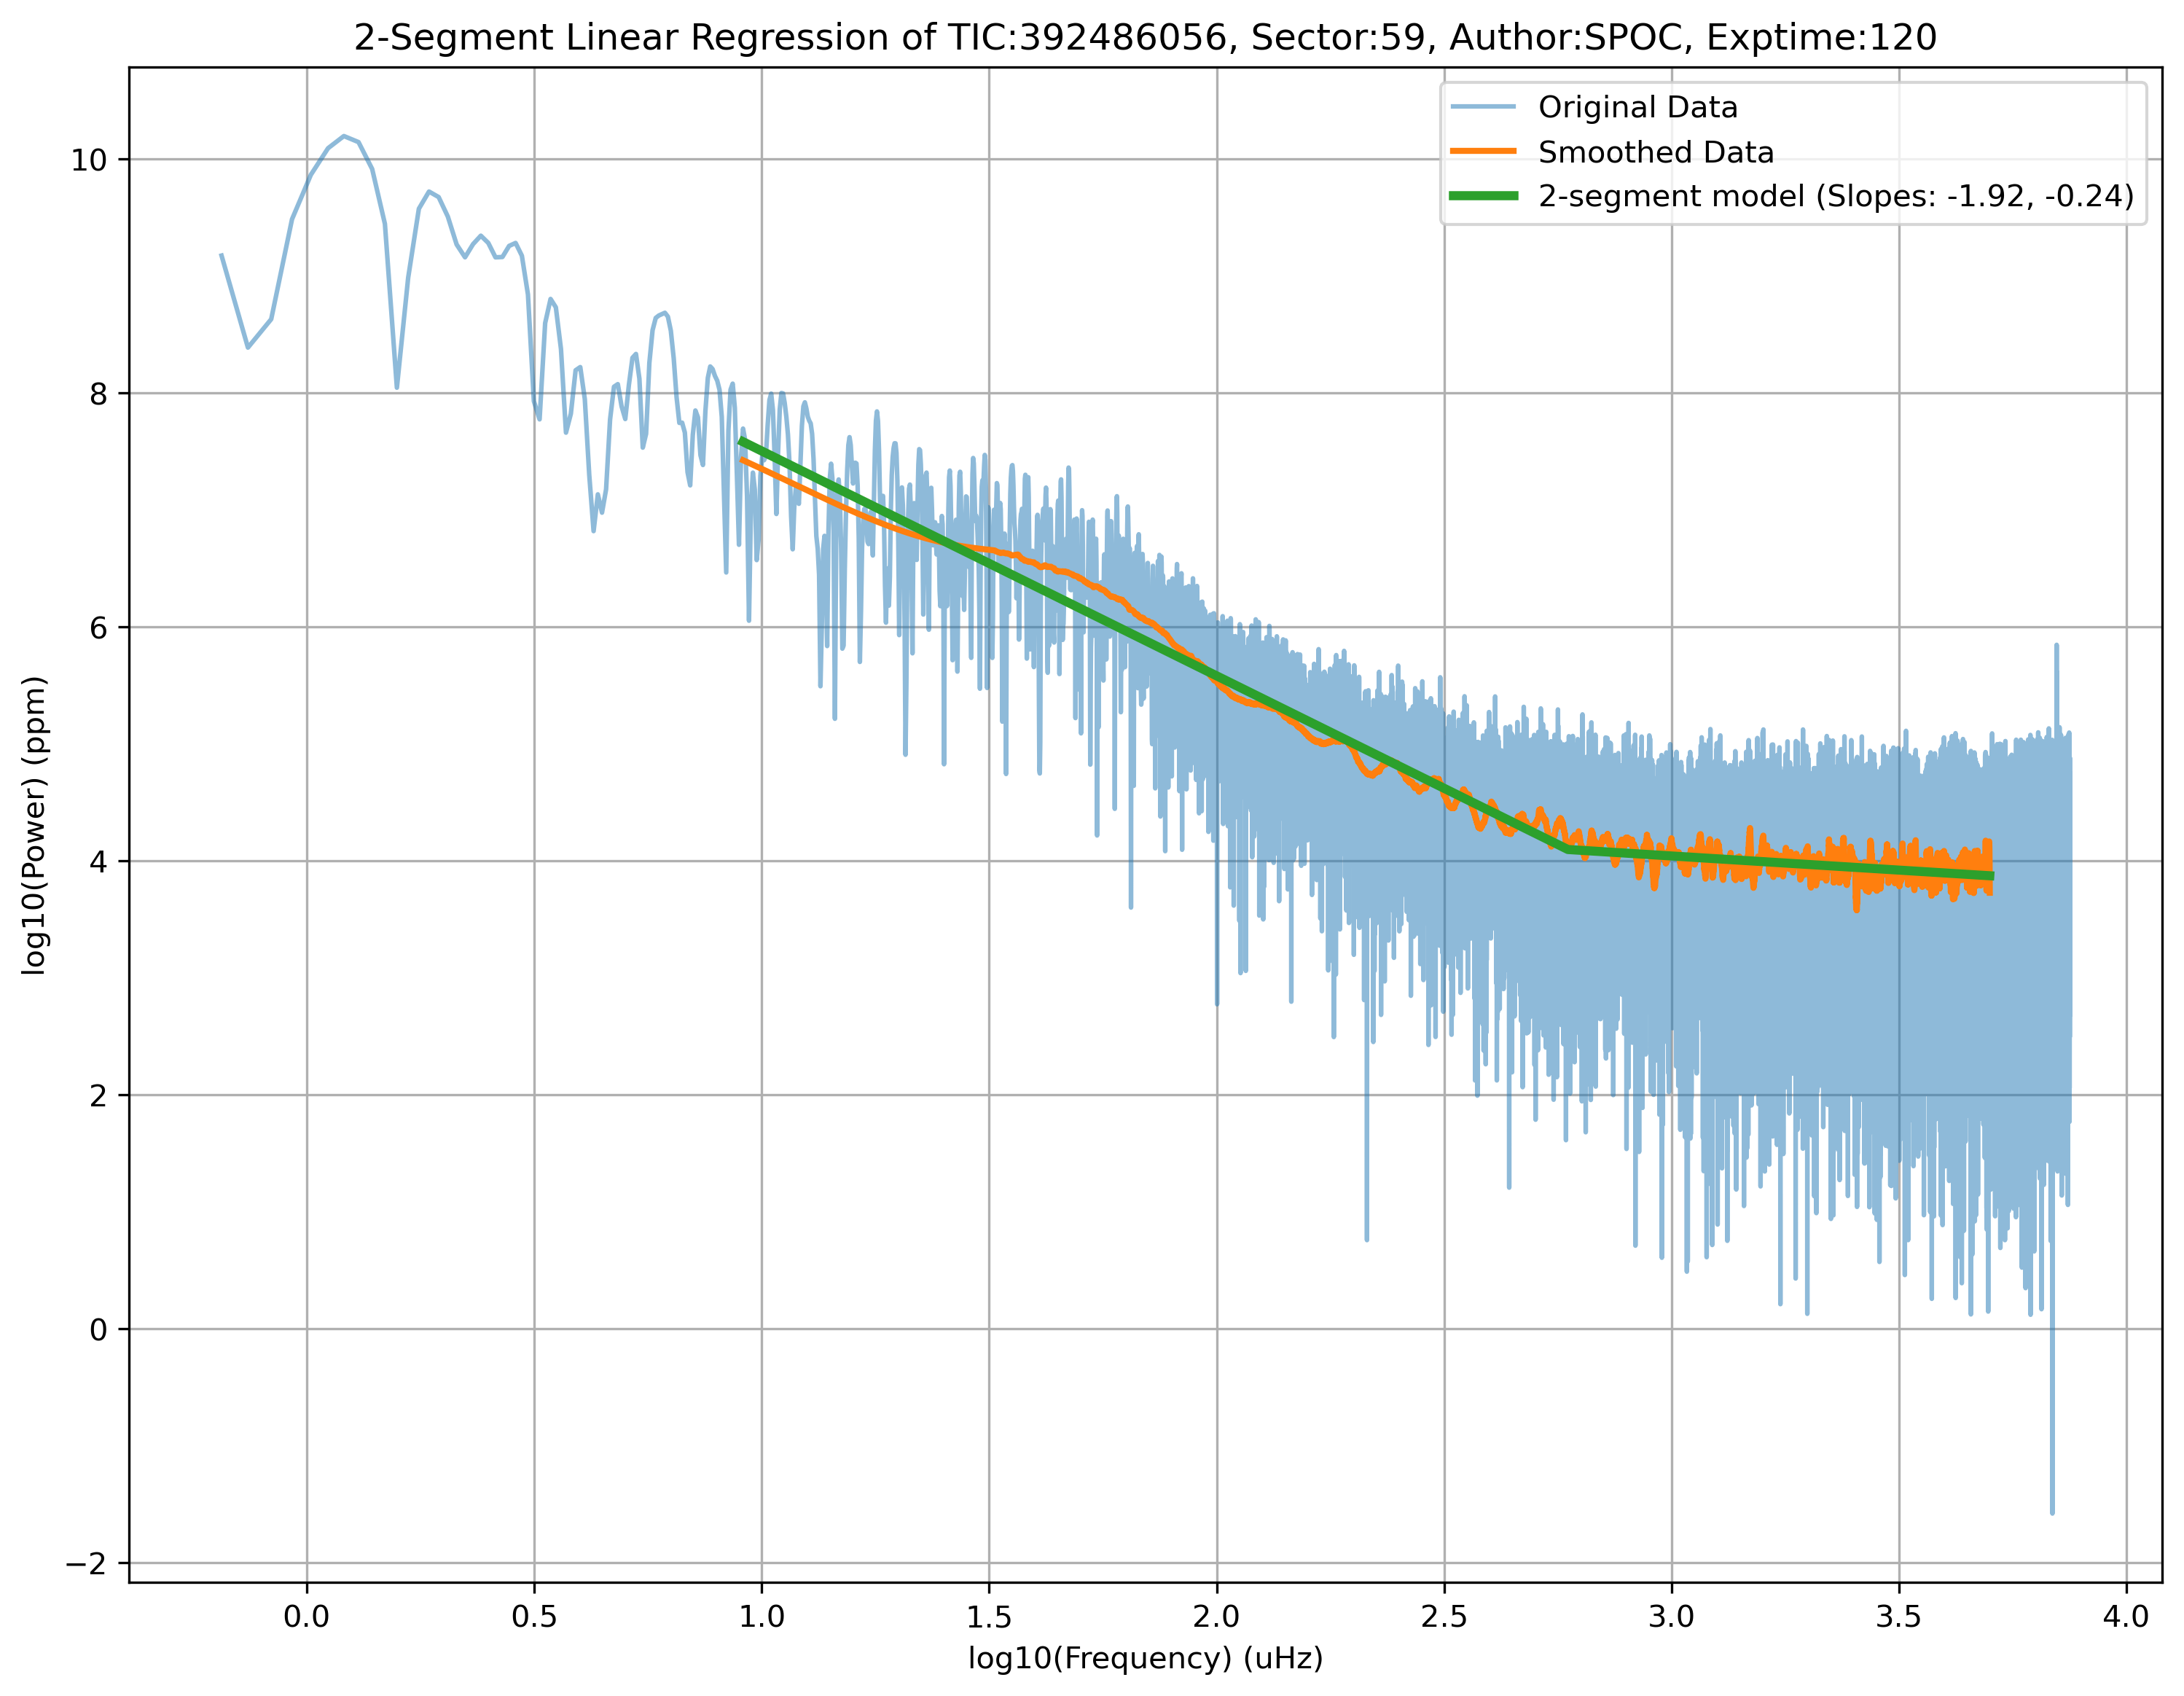 2-Segment Linear Regression of TIC:392486056, Sector:59, Author:SPOC, Exptime:120
Original Data
Smoothed Data
2-segment model (Slopes: -1.92, -0.24)
log10(Power) (ppm)
10
8
6
4
2
0
−2
0.0 0.5 1.0 1.5 2.0 2.5 3.0 3.5 4.0
log10(Frequency) (uHz)